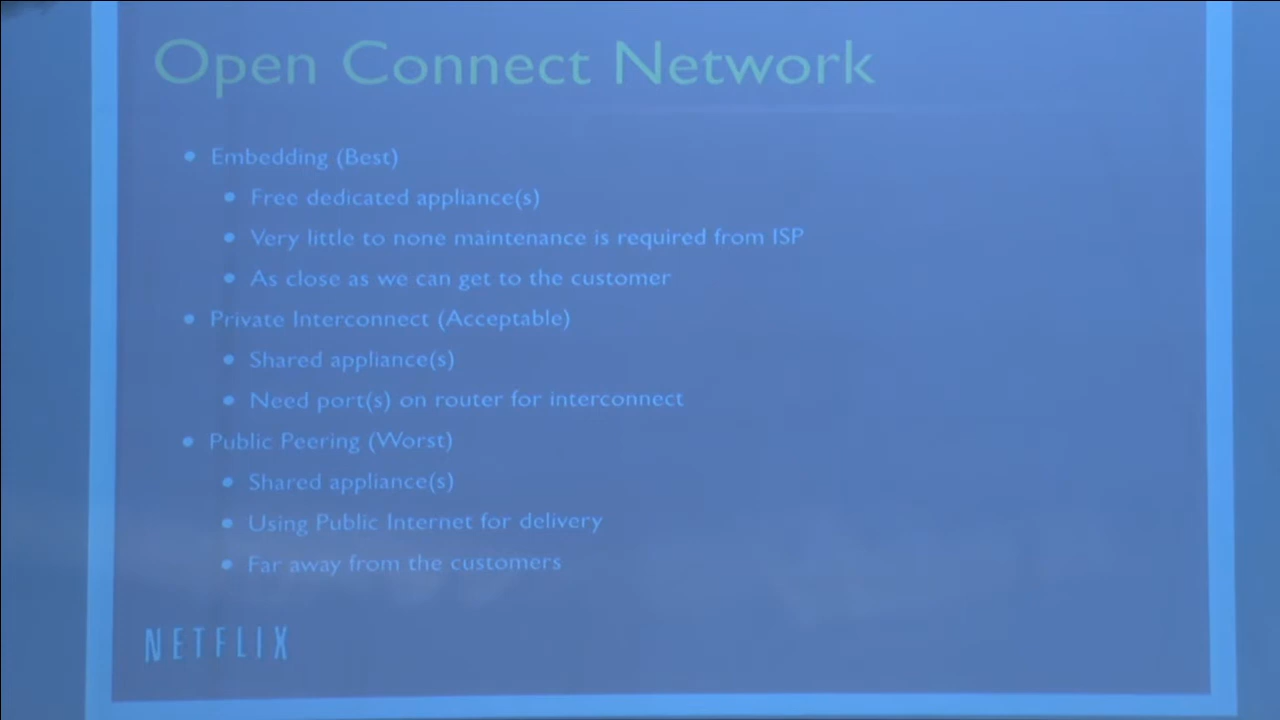 Open Connect Network
• Embedding (Best)
• Free dedicated appliance(s)
• Very little to none maintenance is required from ISP
• As close as we can get to the customer
• Private Interconnect (Acceptable)
• Shared appliance(s)
• Need port(s) on router for interconnect
• Public Peering (Worst)
• Shared appliance(s)
• Using Public Internet for delivery
• Far away from the customers
NETFLIX